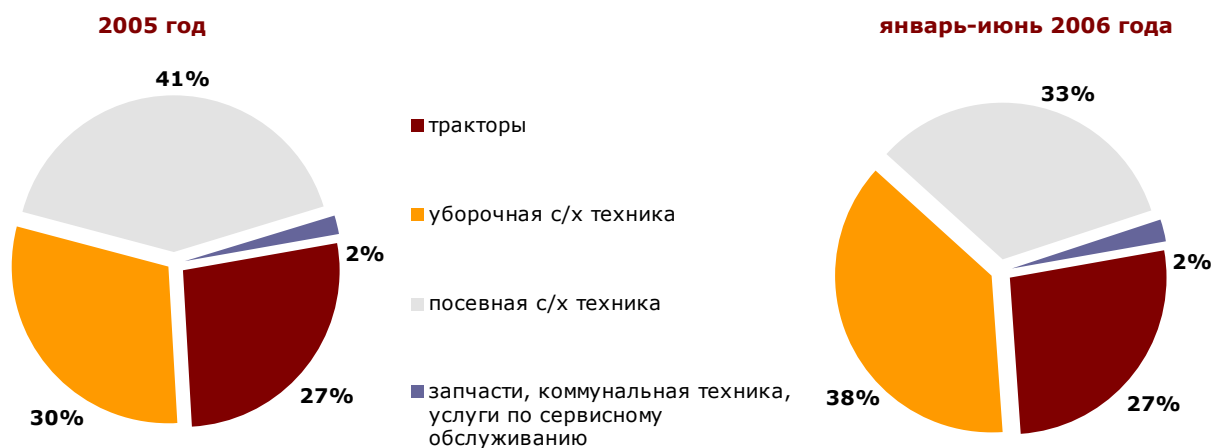 2005 год
январь-июнь 2006 года
41%
33%
тракторы
уборочная с/х техника
2%
2%
посевная с/х техника
27%
38%
27%
30%
запчасти, коммунальная техника,
услуги по сервисному
обслуживанию